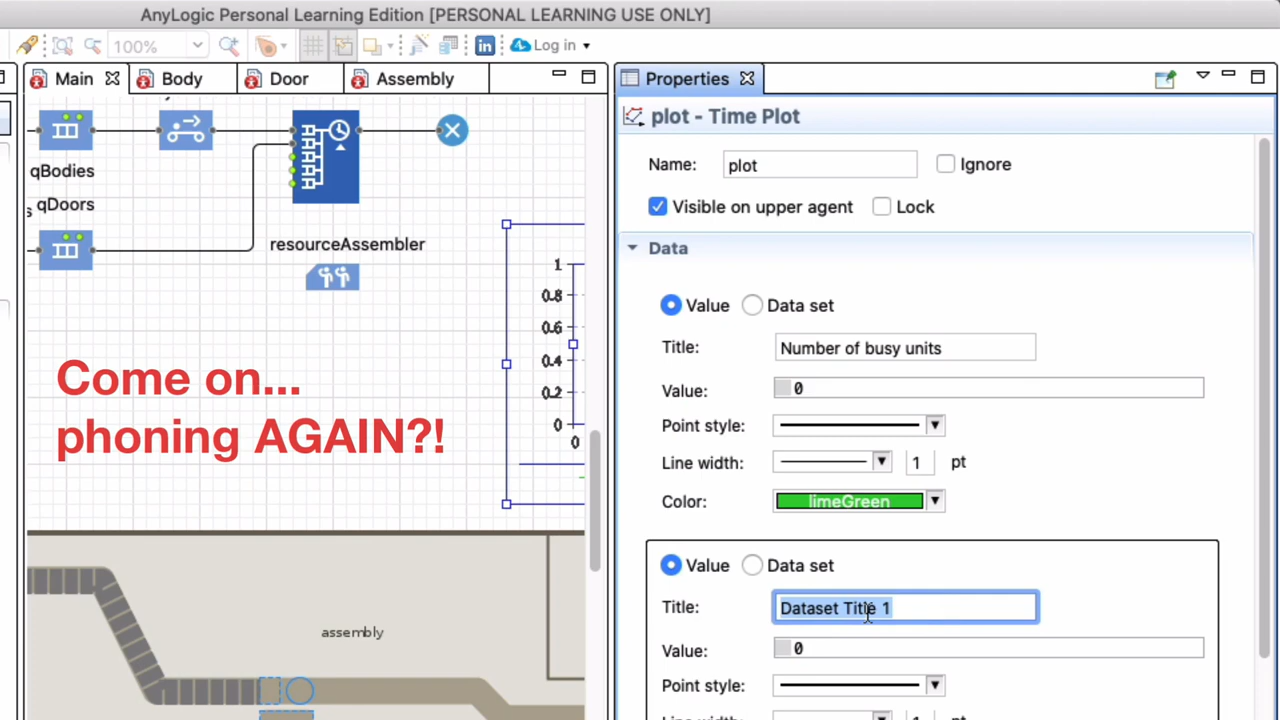 AnyLogic Personal Learning Edition [PERSONAL LEARNING USE ONLY]
100%
Log in
Main
Body
Door
Assembly
Properties
plot - Time Plot
Name:
plot
Ignore
Visible on upper agent
Lock
Data
Value
Data set
Title:
Number of busy units
Value:
0
Point style:
Line width:
1
pt
Color:
limeGreen
Value
Data set
Title:
Dataset Title 1
Value:
0
Point style:
qBodies
qDoors
resourceAssembler
1
0.8
0.6
0.4
0.2
0
0
Come on...
phoning AGAIN?!
assembly